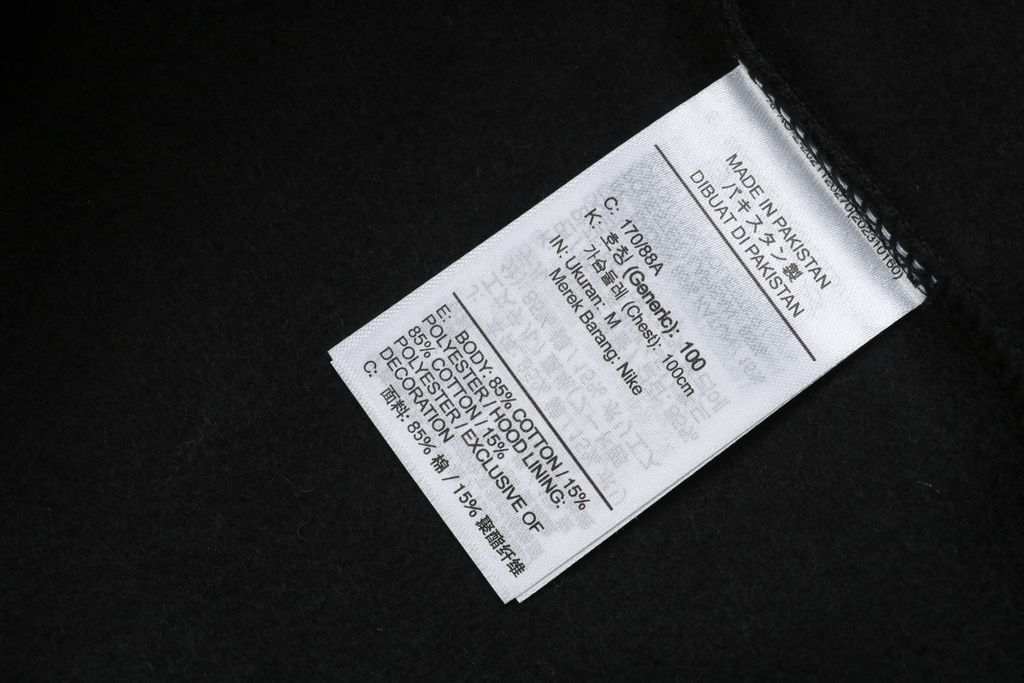 MADE IN PAKISTAN
パキスタン製
DIBUAT DI PAKISTAN
C: 170/88A
K: 호칭 (Generic): 100
가슴둘레 (Chest): 100cm
IN: Ukuran: M
Merek Barang: Nike
E: BODY: 85% COTTON / 15%
POLYESTER / HOOD LINING:
85% COTTON / 15%
POLYESTER / EXCLUSIVE OF
DECORATION
C: 面料: 85% 棉 / 15% 聚酯纤维